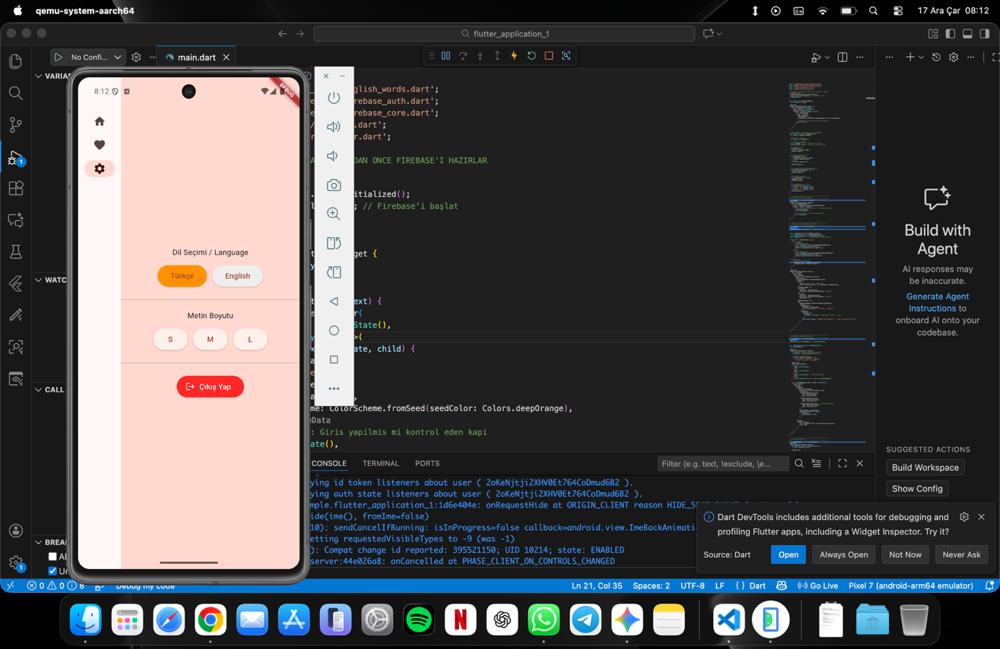 qemu-system-aarch64
17 Ara Çar 08:12
flutter_application_1
No Confi...
main.dart
VARIA
8:12
DEBUG
Dil Seçimi / Language
Türkçe
English
Metin Boyutu
S
M
L
Çıkış Yap
WATC
CALL
BREA
Al
Un
nglish_words.dart';
rebase_auth.dart';
rebase_core.dart';
.dart';
r.dart';
DAN ONCE FIREBASE'I HAZIRLAR
itialized();
; // Firebase'i başlat
get {
ext) {
r(
State(),
>(
ate, child) {
me: ColorScheme.fromSeed(seedColor: Colors.deepOrange),
eData
: Giris yapilmis mi kontrol eden kapi
ate(),
CONSOLE
TERMINAL
PORTS
Filter (e.g. text, !exclude, \e...
ying id token listeners about user ( 2oKeNjtji2XHV0Et764CoDmud6B2 ).
ying auth state listeners about user ( 2oKeNjtji2XHV0Et764CoDmud6B2 ).
mple.flutter_application_1:1d6e404e: onRequestHide at ORIGIN_CLIENT reason
ide(ime(), fromIme=false)
10): sendCancelIfRunning: isInProgress=false callback=android.view.ImeBackAnimati
etting requestedVisibleTypes to -9 (was -1)
): Compat change id reported: 395521150; UID 10214; state: ENABLED
server:44e026a8: onCancelled at PHASE_CLIENT_ON_CONTROLS_CHANGED
Build with
Agent
AI responses may
be inaccurate.
Generate Agent
Instructions to
onboard AI onto your
codebase.
SUGGESTED ACTIONS
Build Workspace
Show Config
Dart DevTools includes additional tools for debugging and
profiling Flutter apps, including a Widget Inspector. Try it?
Source: Dart
Open
Always Open
Not Now
Never Ask
1
1
0
0
8
Debug my code
Ln 21, Col 35
Spaces: 2
UTF-8
LF
{ } Dart
Go Live
Pixel 7 (android-arm64 emulator)